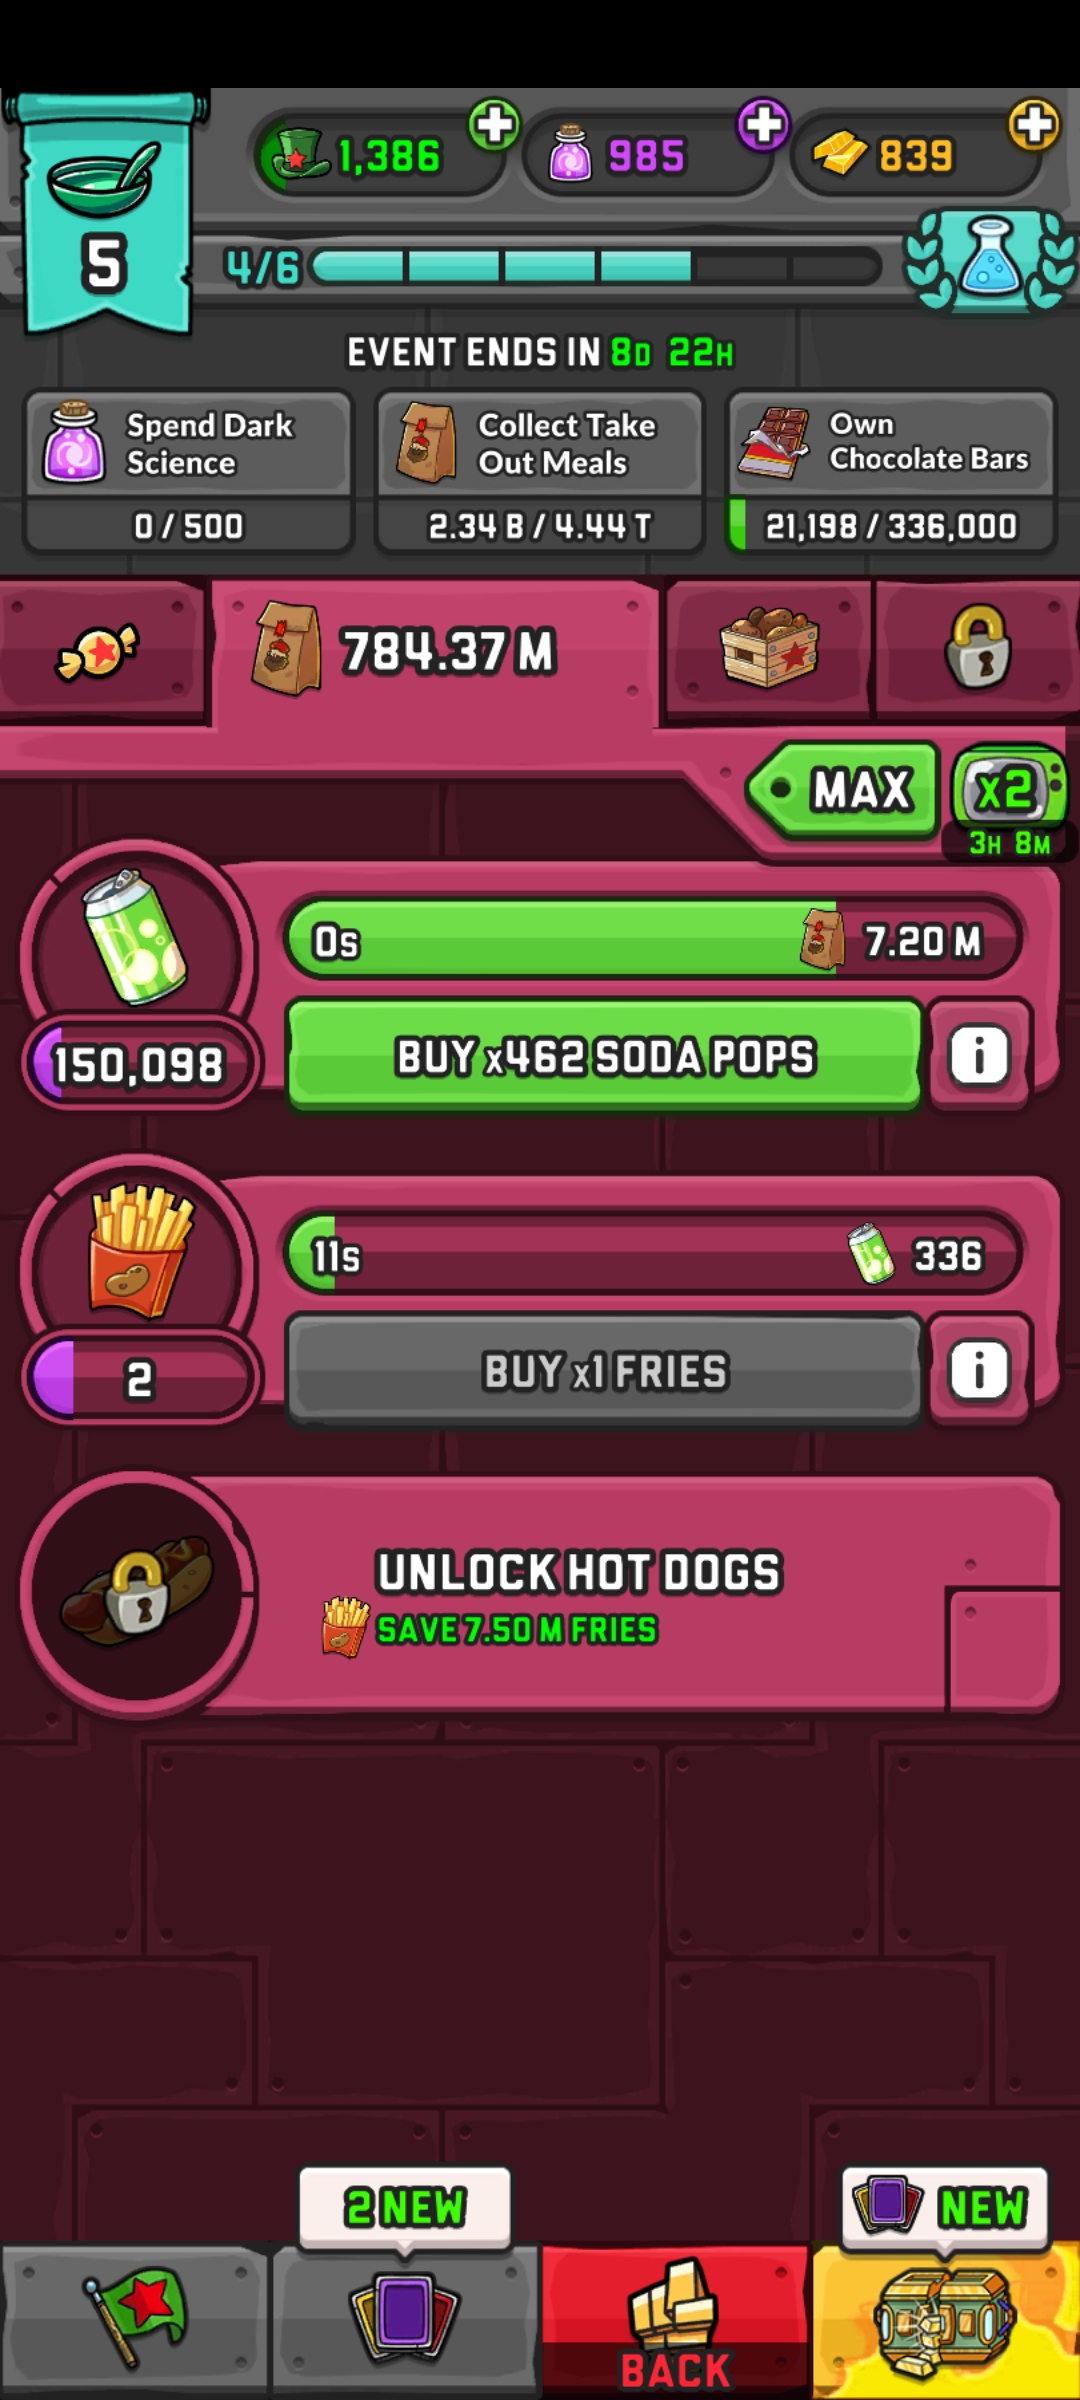 1,386
985
839
5
4/6
EVENT ENDS IN 8D 22H
Spend Dark
Science
0 / 500
Collect Take
Out Meals
2.34 B / 4.44 T
Own
Chocolate Bars
21,198 / 336,000
784.37 M
MAX
x2
3H 8M
0s
7.20 M
150,098
BUY x462 SODA POPS
i
11s
336
2
BUY x1 FRIES
i
UNLOCK HOT DOGS
SAVE 7.50 M FRIES
2 NEW
NEW
BACK